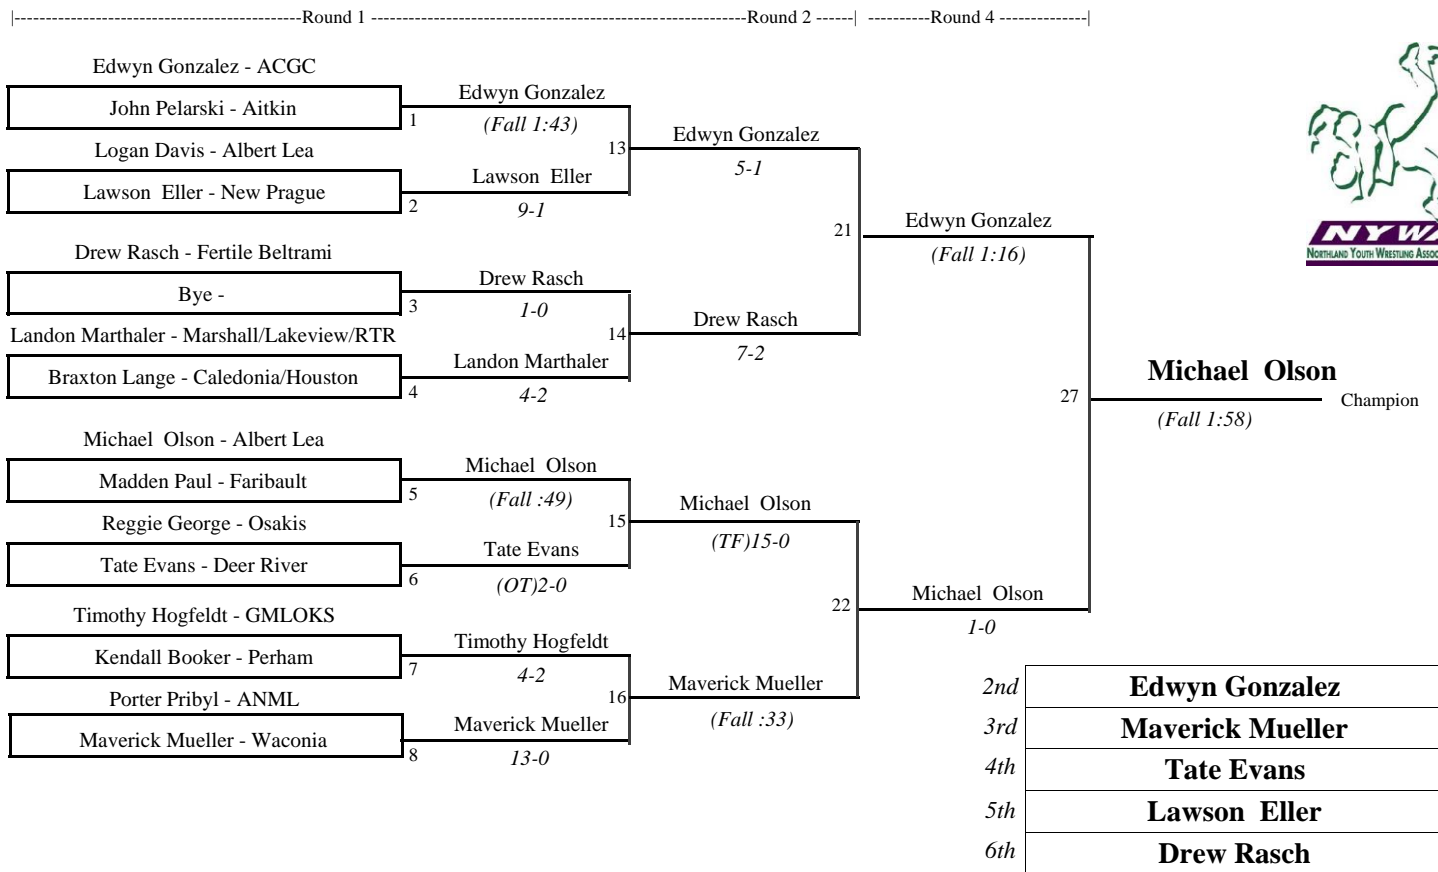 |-----------------------------------------Round 1 ------------------------------------------------------Round 2 ------| ----------Round 4 --------------|
Edwyn Gonzalez - ACGC
John Pelarski - Aitkin
1
Edwyn Gonzalez
(Fall 1:43)
Logan Davis - Albert Lea
Lawson Eller - New Prague
2
Lawson Eller
9-1
13
Edwyn Gonzalez
5-1
Drew Rasch - Fertile Beltrami
Bye -
3
Drew Rasch
1-0
Landon Marthaler - Marshall/Lakeview/RTR
Braxton Lange - Caledonia/Houston
4
Landon Marthaler
4-2
14
Drew Rasch
7-2
21
Edwyn Gonzalez
(Fall 1:16)
Michael Olson - Albert Lea
Madden Paul - Faribault
5
Michael Olson
(Fall :49)
Reggie George - Osakis
Tate Evans - Deer River
6
Tate Evans
(OT)2-0
15
Michael Olson
(TF)15-0
Timothy Hogfeldt - GMLOKS
Kendall Booker - Perham
7
Timothy Hogfeldt
4-2
Porter Pribyl - ANML
Maverick Mueller - Waconia
8
Maverick Mueller
13-0
16
Maverick Mueller
(Fall :33)
22
Michael Olson
1-0
27
Michael Olson
Champion
(Fall 1:58)
NYWA
NORTHLAND YOUTH WRESTLING ASSOC
2nd Edwyn Gonzalez
3rd Maverick Mueller
4th Tate Evans
5th Lawson Eller
6th Drew Rasch